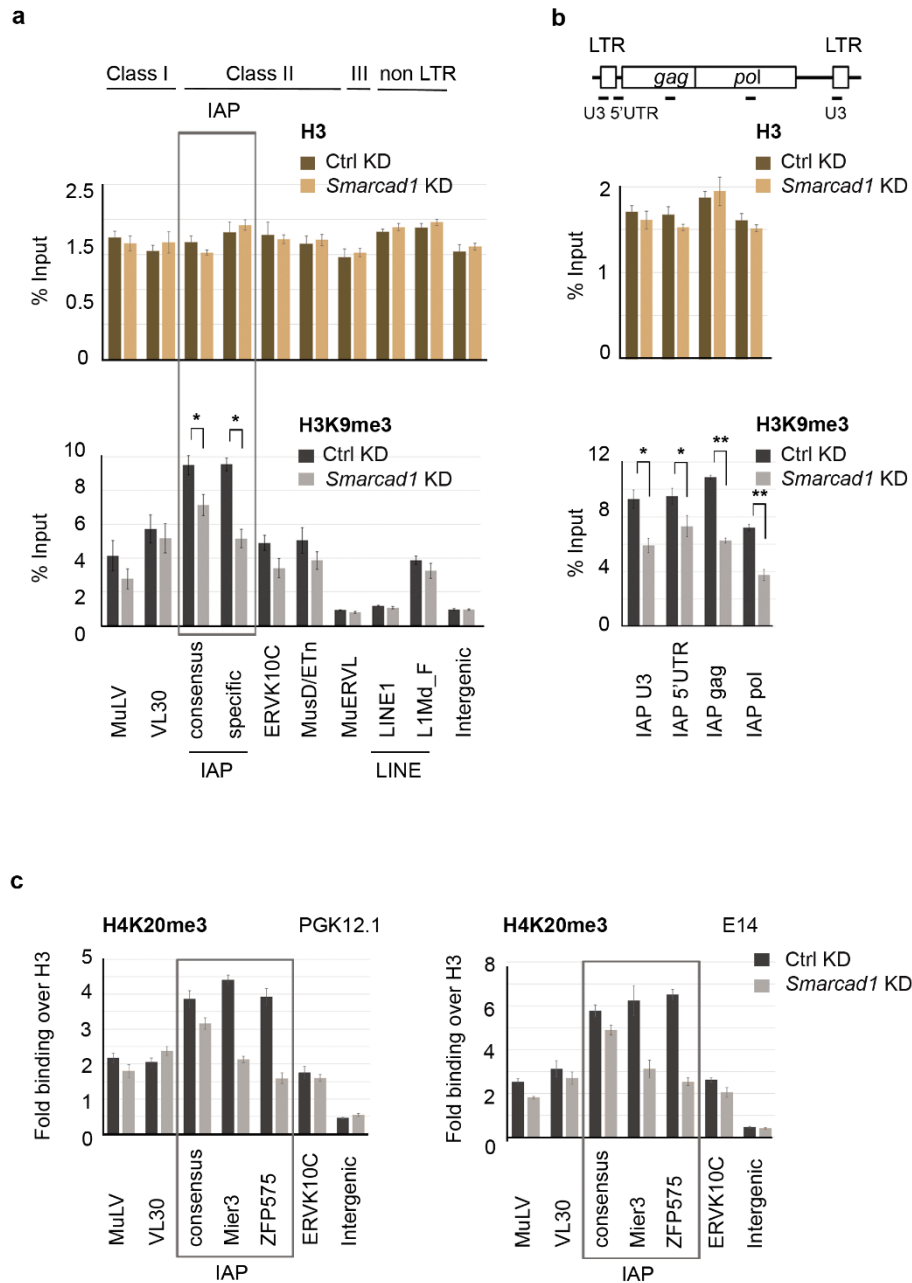 a
Class I Class II III non LTR
IAP
H3
Ctrl KD
Smarcad1 KD
2.5
1.5
0.5
0
% Input
H3K9me3
Ctrl KD
Smarcad1 KD
* *
10
8
6
4
2
0
% Input
MuLV
VL30
consensus
specific
ERVK10C
MusD/ETn
MuERVL
LINE1
L1Md_F
Intergenic
IAP LINE
b
LTR LTR
gag pol
U3 5'UTR U3
H3
Ctrl KD
Smarcad1 KD
2
1
0
% Input
H3K9me3
Ctrl KD
Smarcad1 KD
* * ** **
12
8
4
0
% Input
IAP U3
IAP 5'UTR
IAP gag
IAP pol
c
H4K20me3 PGK12.1
5
4
3
2
1
0
Fold binding over H3
MuLV
VL30
consensus
Mier3
ZFP575
ERVK10C
Intergenic
IAP
H4K20me3 E14
Ctrl KD
Smarcad1 KD
8
6
4
2
0
Fold binding over H3
MuLV
VL30
consensus
Mier3
ZFP575
ERVK10C
Intergenic
IAP